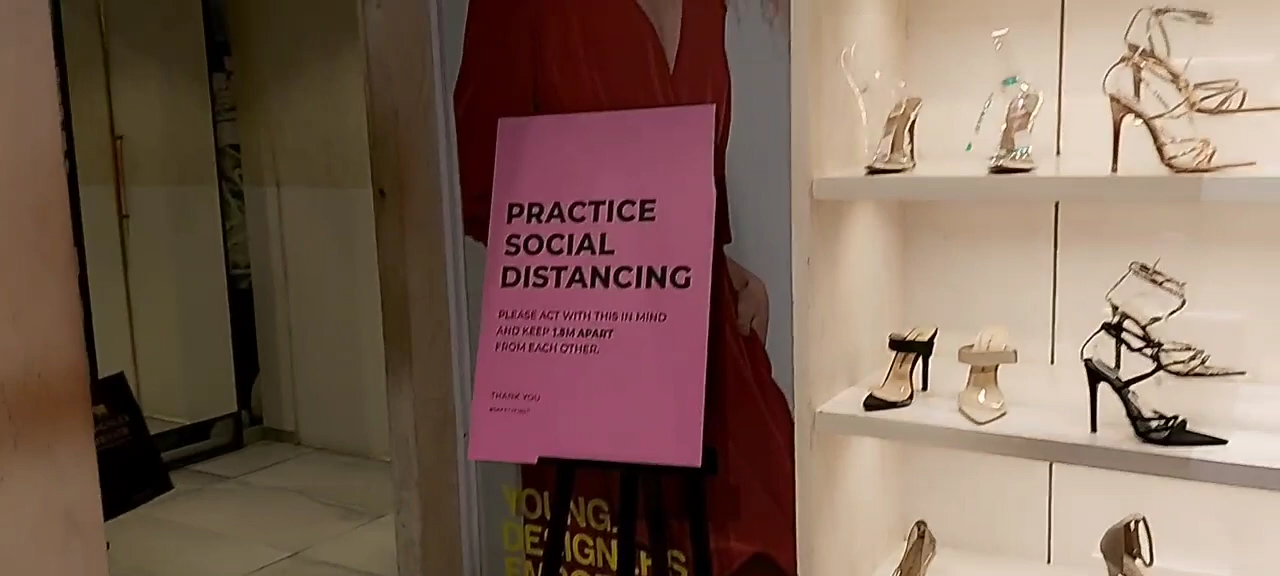 PRACTICE
SOCIAL
DISTANCING
PLEASE ACT WITH THIS IN MIND
AND KEEP 1.5M APART
FROM EACH OTHER.
THANK YOU
YOUNG,
DESIGNERS